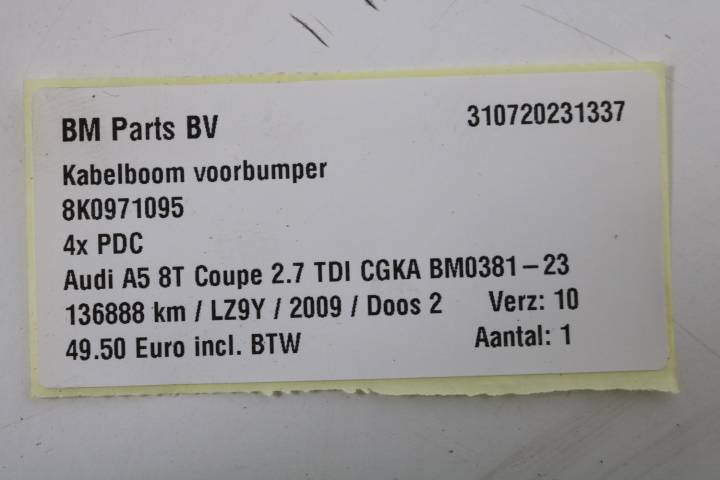 BM Parts BV 310720231337
Kabelboom voorbumper
8K0971095
4x PDC
Audi A5 8T Coupe 2.7 TDI CGKA BM0381-23
136888 km / LZ9Y / 2009 / Doos 2 Verz: 10
49.50 Euro incl. BTW Aantal: 1